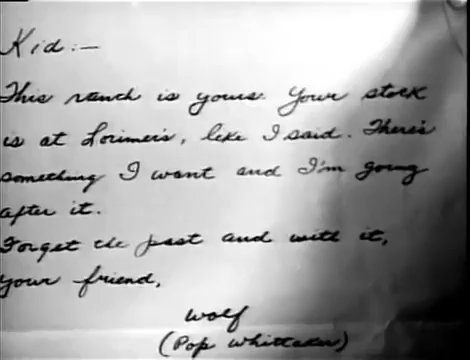 Kid:—
This ranch is yours. Your stock
is at Lorimer's, like I said. There's
something I want and I'm going
after it.
Forget the past and with it,
your friend,
Wolf
(Pop Whittaker)